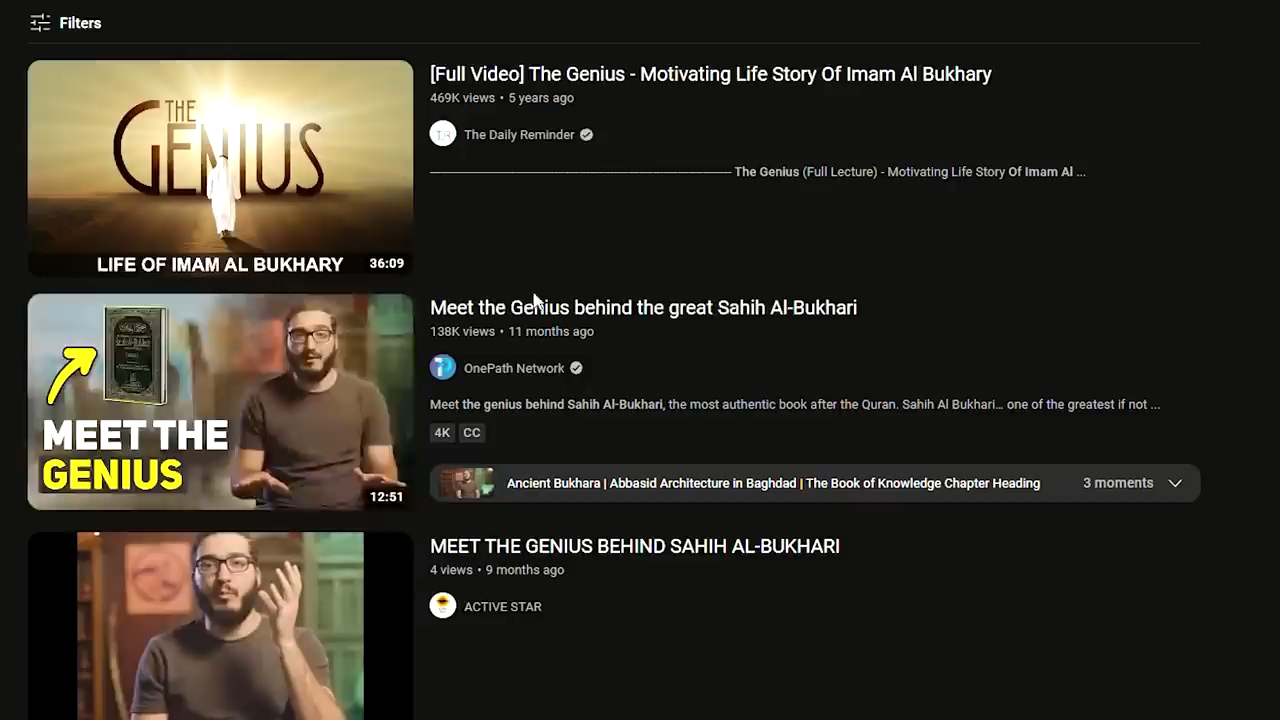 Filters
THE
GENIUS
LIFE OF IMAM AL BUKHARY
36:09
[Full Video] The Genius - Motivating Life Story Of Imam Al Bukhary
469K views • 5 years ago
The Daily Reminder
The Genius (Full Lecture) - Motivating Life Story Of Imam Al ...
MEET THE
GENIUS
12:51
Meet the Genius behind the great Sahih Al-Bukhari
138K views • 11 months ago
OnePath Network
Meet the genius behind Sahih Al-Bukhari, the most authentic book after the Quran. Sahih Al Bukhari... one of the greatest if not ...
4K CC
Ancient Bukhara | Abbasid Architecture in Baghdad | The Book of Knowledge Chapter Heading
3 moments
MEET THE GENIUS BEHIND SAHIH AL-BUKHARI
4 views • 9 months ago
ACTIVE STAR